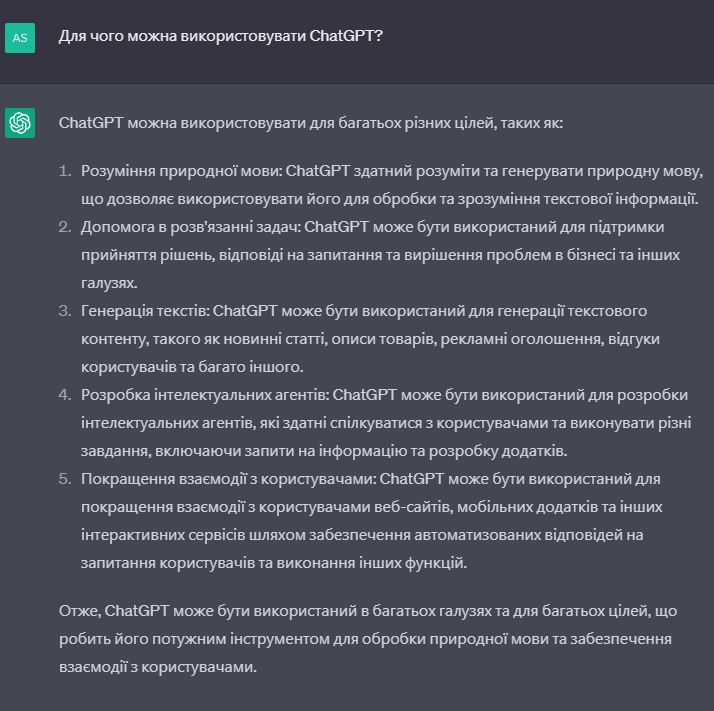 AS
Для чого можна використовувати ChatGPT?
ChatGPT можна використовувати для багатьох різних цілей, таких як:
1. Розуміння природної мови: ChatGPT здатний розуміти та генерувати природну мову,
що дозволяє використовувати його для обробки та зрозуміння текстової інформації.
2. Допомога в розв'язанні задач: ChatGPT може бути використаний для підтримки
прийняття рішень, відповіді на запитання та вирішення проблем в бізнесі та інших
галузях.
3. Генерація текстів: ChatGPT може бути використаний для генерації текстового
контенту, такого як новинні статті, описи товарів, рекламні оголошення, відгуки
користувачів та багато іншого.
4. Розробка інтелектуальних агентів: ChatGPT може бути використаний для розробки
інтелектуальних агентів, які здатні спілкуватися з користувачами та виконувати різні
завдання, включаючи запити на інформацію та розробку додатків.
5. Покращення взаємодії з користувачами: ChatGPT може бути використаний для
покращення взаємодії з користувачами веб-сайтів, мобільних додатків та інших
інтерактивних сервісів шляхом забезпечення автоматизованих відповідей на
запитання користувачів та виконання інших функцій.
Отже, ChatGPT може бути використаний в багатьох галузях та для багатьох цілей, що
робить його потужним інструментом для обробки природної мови та забезпечення
взаємодії з користувачами.